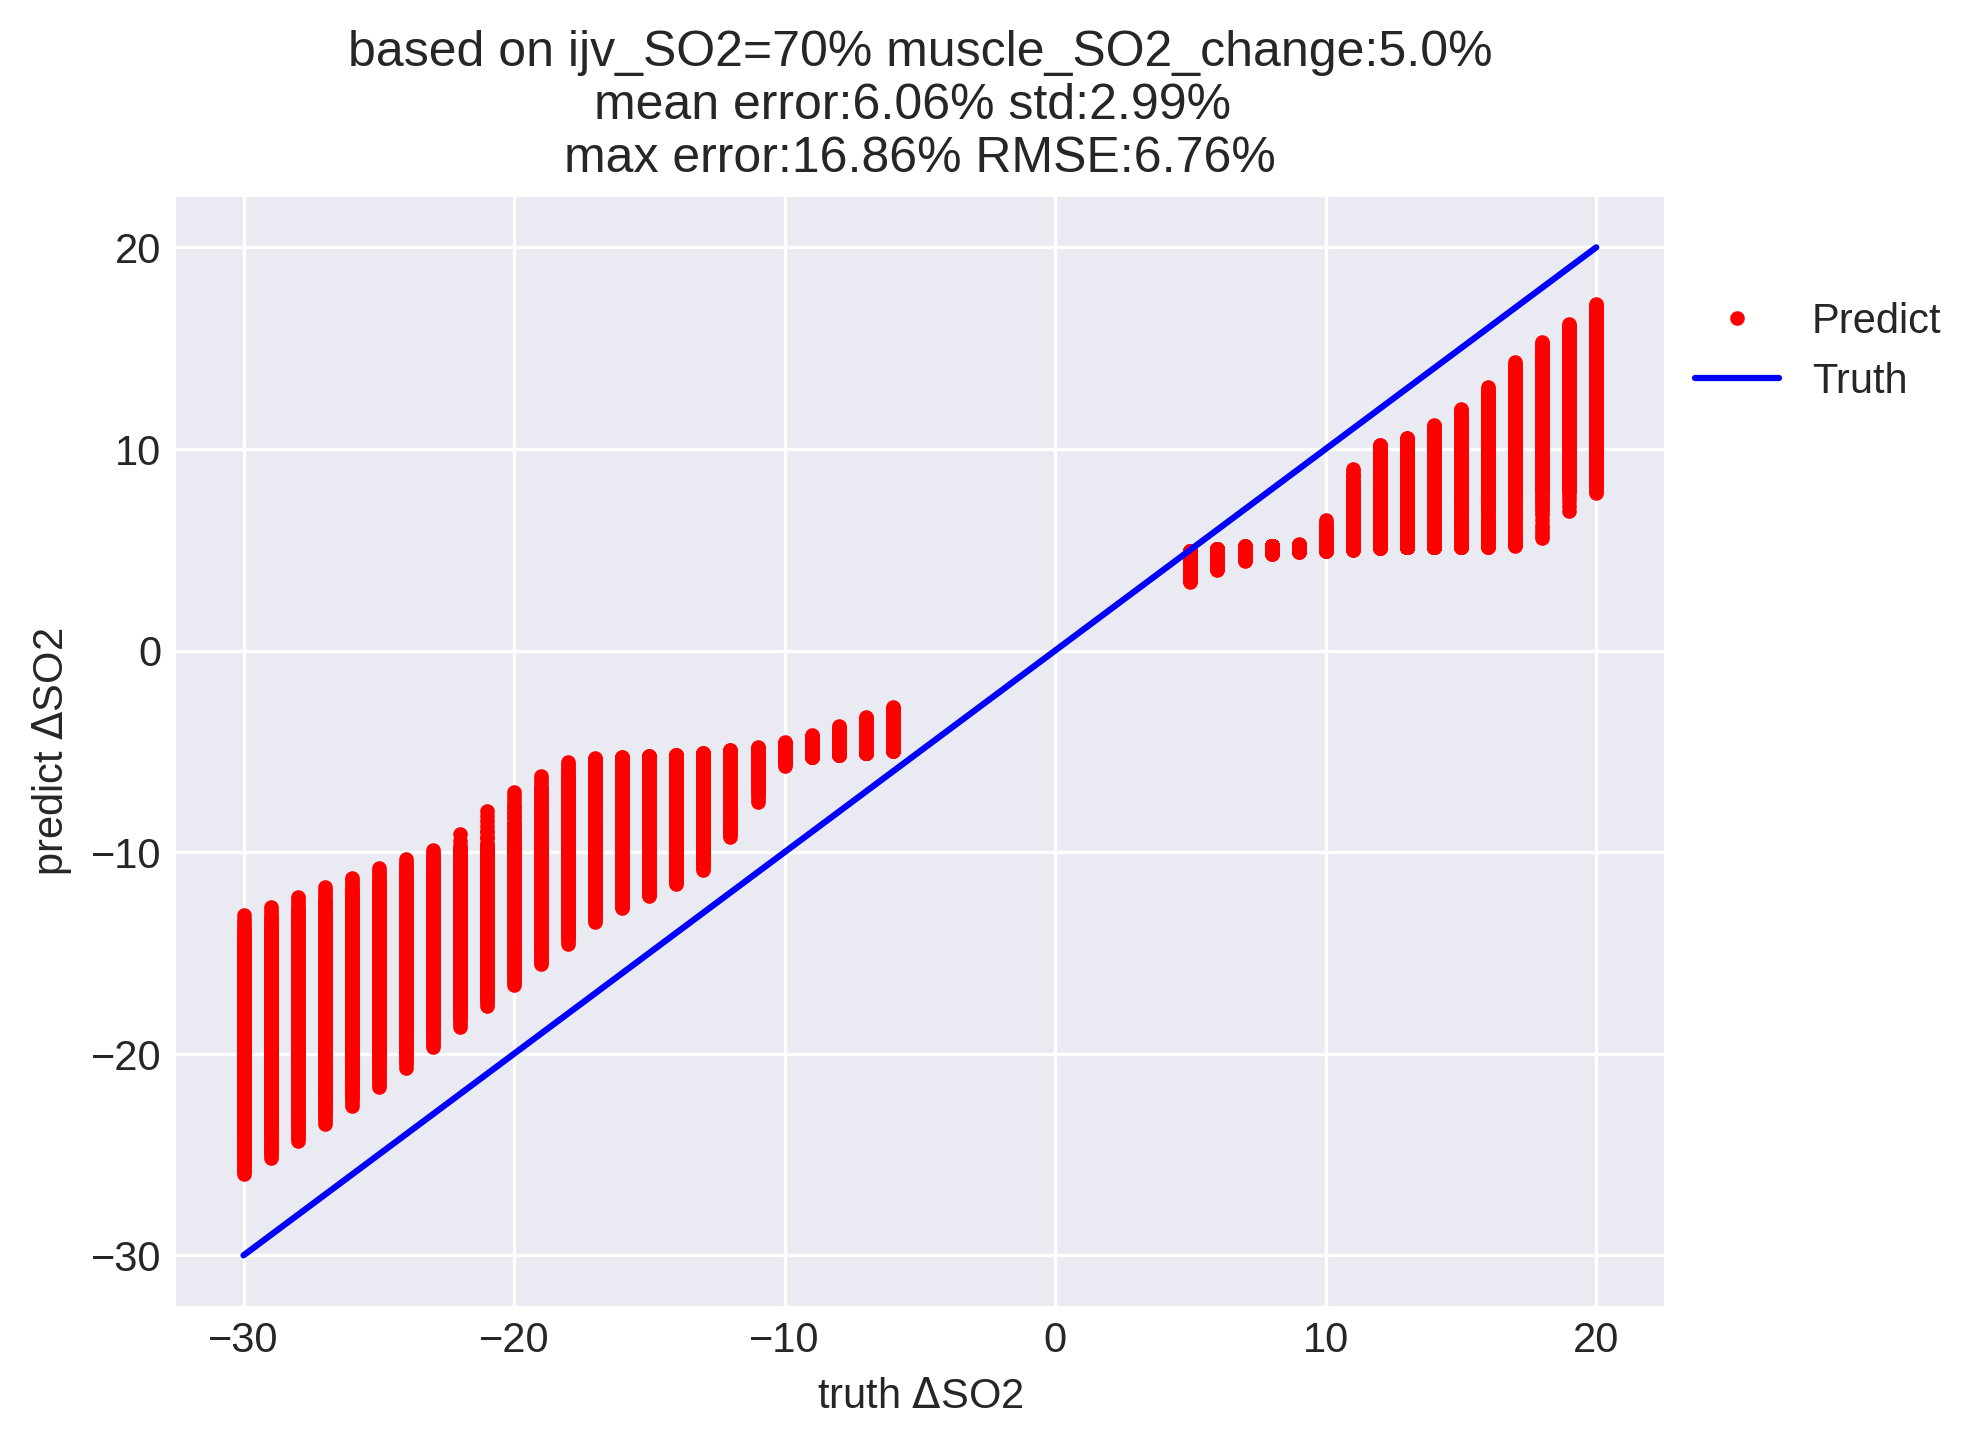 based on ijv_SO2=70% muscle_SO2_change:5.0%
mean error:6.06% std:2.99%
max error:16.86% RMSE:6.76%
20
10
0
−10
−20
−30
predict ΔSO2
−30
−20
−10
0
10
20
truth ΔSO2
Predict
Truth